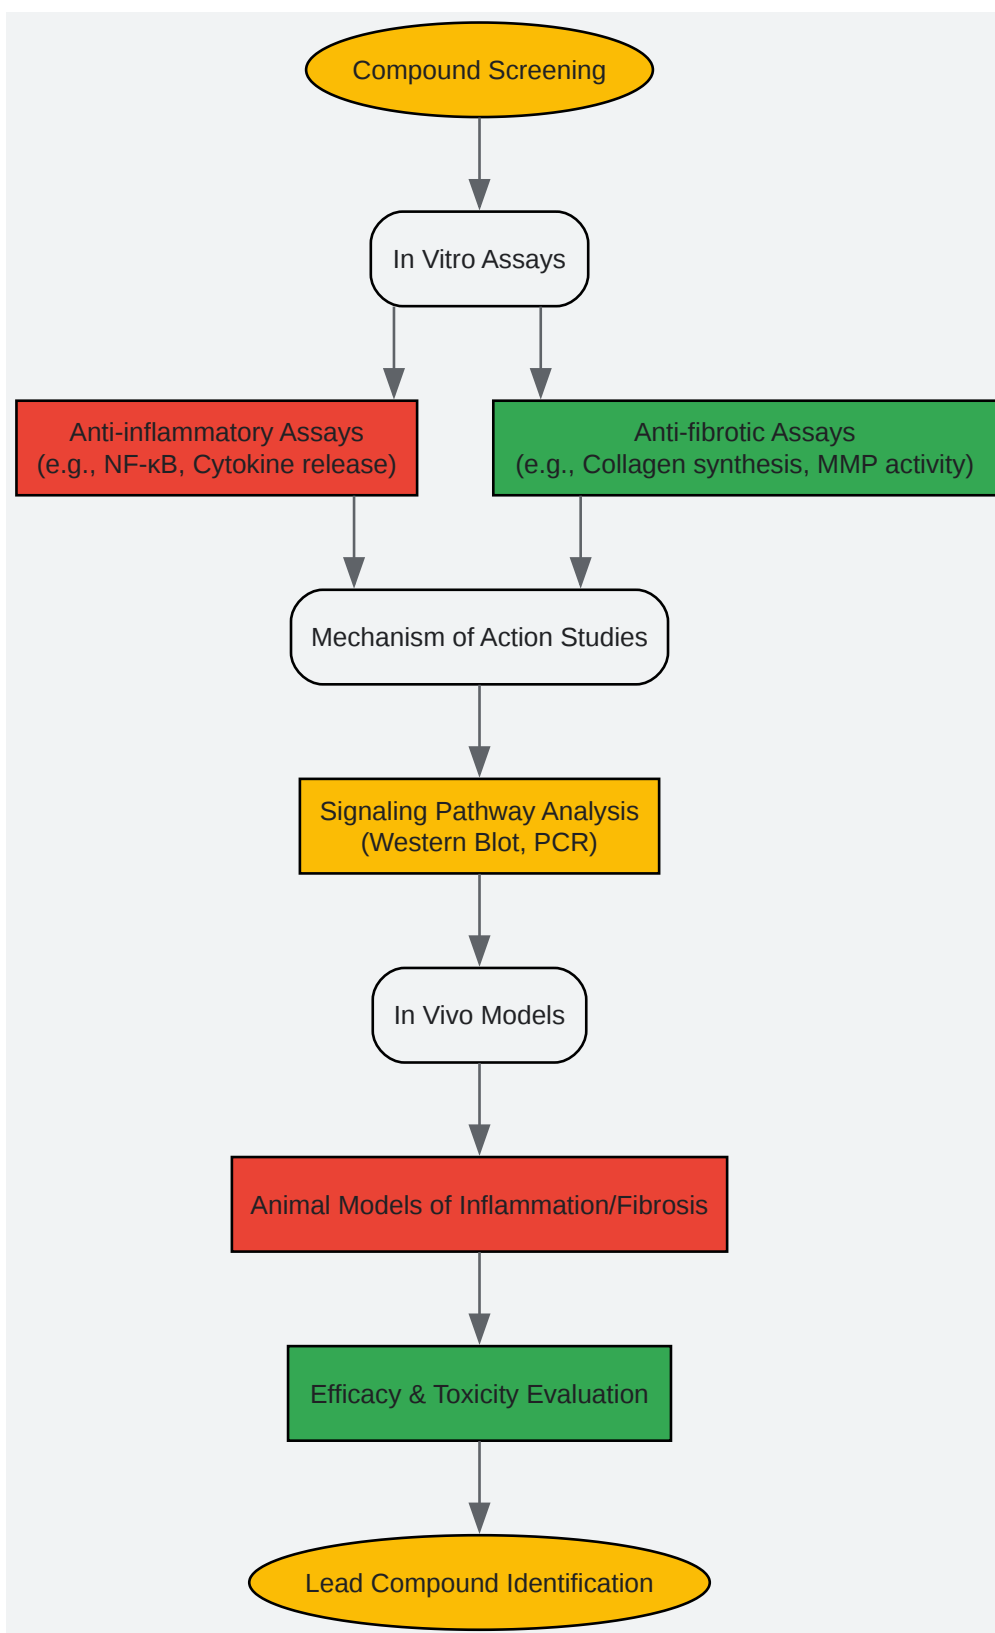 Compound Screening
In Vitro Assays
Anti-inflammatory Assays
(e.g., NF-κB, Cytokine release)
Anti-fibrotic Assays
(e.g., Collagen synthesis, MMP activity)
Mechanism of Action Studies
Signaling Pathway Analysis
(Western Blot, PCR)
In Vivo Models
Animal Models of Inflammation/Fibrosis
Efficacy & Toxicity Evaluation
Lead Compound Identification